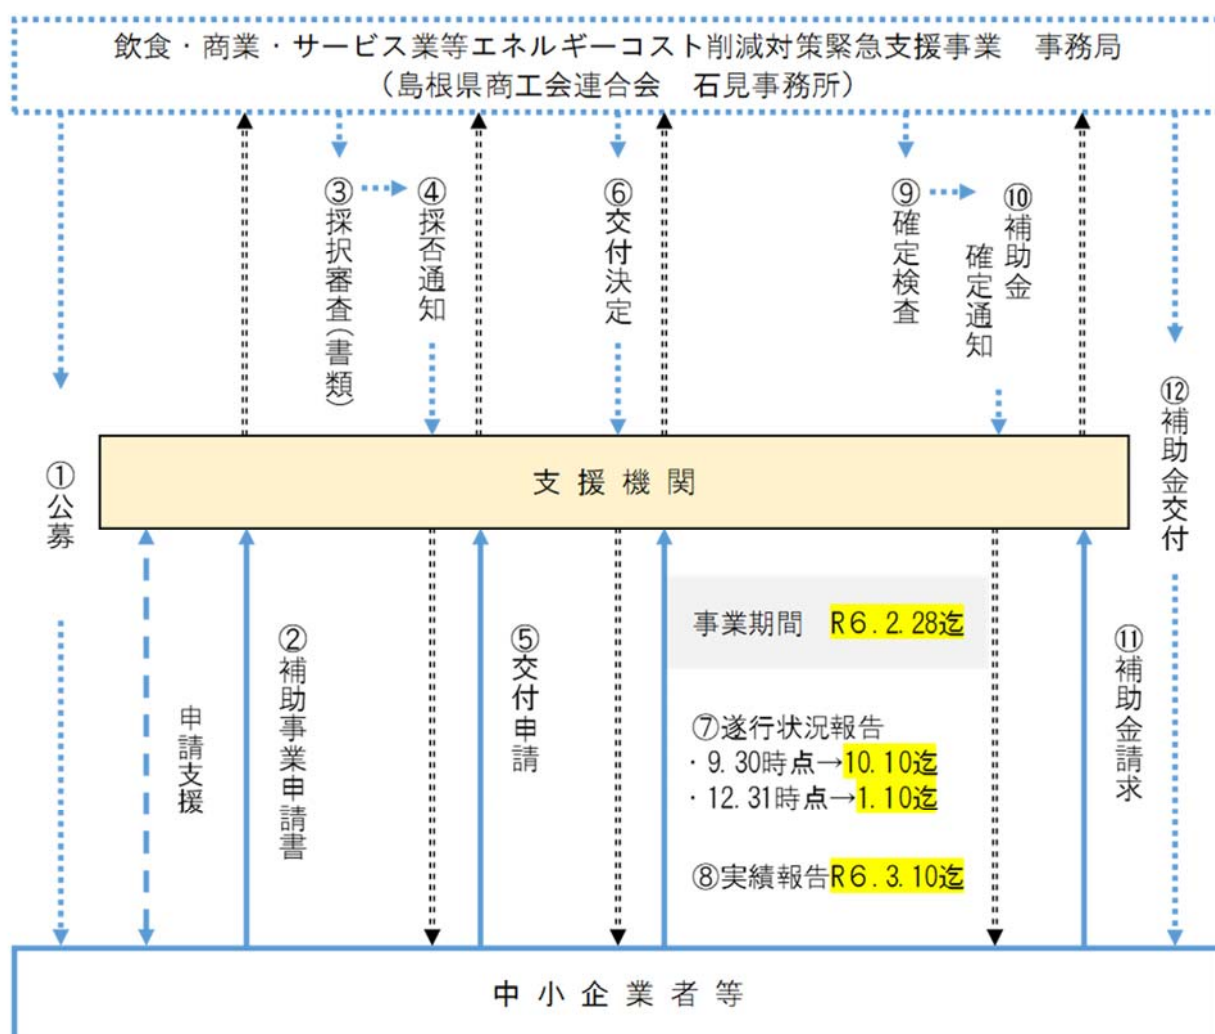 飲食・商業・サービス業等エネルギーコスト削減対策緊急支援事業　事務局
（島根県商工会連合会　石見事務所）
①公募
申請支援
②補助事業申請書
③採択審査（書類）
④採否通知
⑤交付申請
⑥交付決定
支援機関
事業期間　R6.2.28迄
⑦遂行状況報告
・9.30時点→10.10迄
・12.31時点→1.10迄
⑧実績報告R6.3.10迄
⑨確定検査
⑩補助金
確定通知
⑪補助金請求
⑫補助金交付
中小企業者等